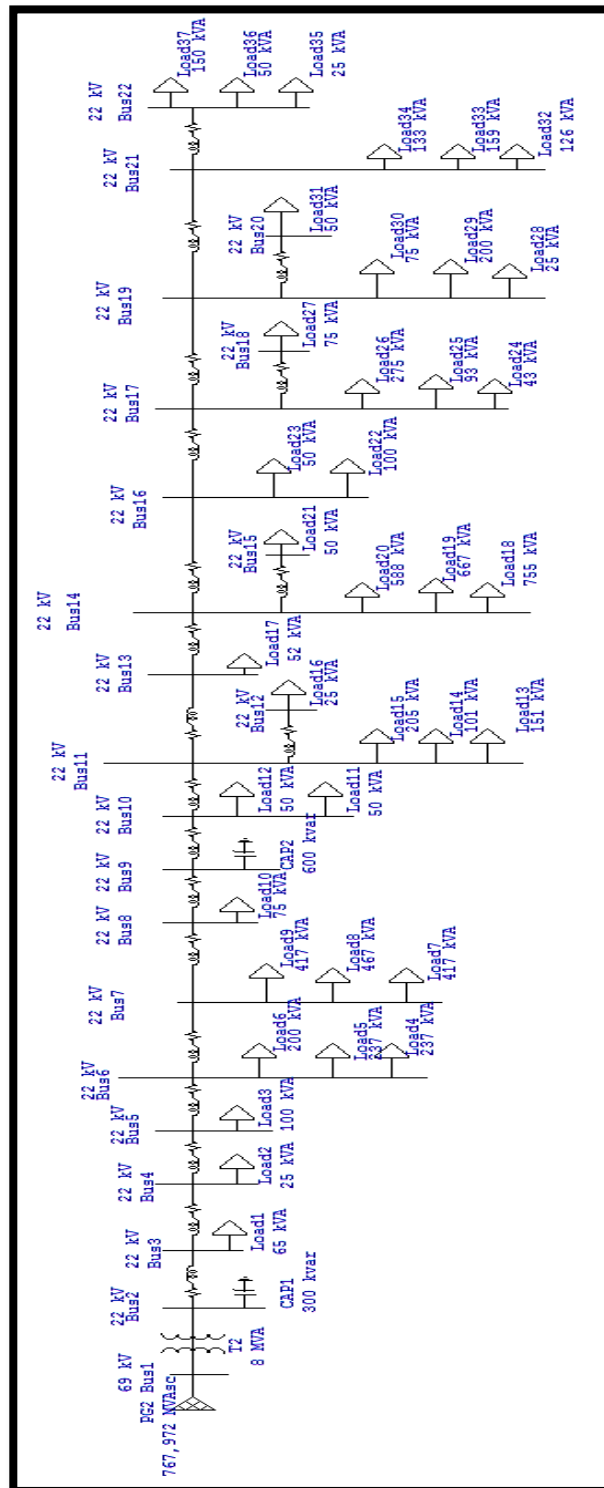 767,972 MVAsc
PG2 Bus1
69 kV
T2
8 MVA
22 kV
Bus2
CAP1
300 kvar
22 kV
Bus3
Load1
65 kVA
22 kV
Bus4
Load2
25 kVA
22 kV
Bus5
Load3
100 kVA
22 kV
Bus6
Load6
200 kVA
Load5
237 kVA
Load4
237 kVA
22 kV
Bus7
Load9
417 kVA
Load8
467 kVA
Load7
417 kVA
22 kV
Bus8
Load10
75 kVA
22 kV
Bus9
CAP2
600 kvar
22 kV
Bus10
Load12
50 kVA
Load11
50 kVA
22 kV
Bus11
22 kV
Bus12
Load16
25 kVA
Load15
205 kVA
Load14
101 kVA
Load13
151 kVA
22 kV
Bus13
Load17
52 kVA
22 kV
Bus14
22 kV
Bus15
Load21
50 kVA
Load20
588 kVA
Load19
667 kVA
Load18
755 kVA
22 kV
Bus16
Load23
50 kVA
Load22
100 kVA
22 kV
Bus17
22 kV
Bus18
Load27
75 kVA
Load26
275 kVA
Load25
93 kVA
Load24
43 kVA
22 kV
Bus19
22 kV
Bus20
Load31
50 kVA
Load30
75 kVA
Load29
200 kVA
Load28
25 kVA
22 kV
Bus21
Load34
133 kVA
Load33
159 kVA
Load32
126 kVA
22 kV
Bus22
Load37
150 kVA
Load36
50 kVA
Load35
25 kVA